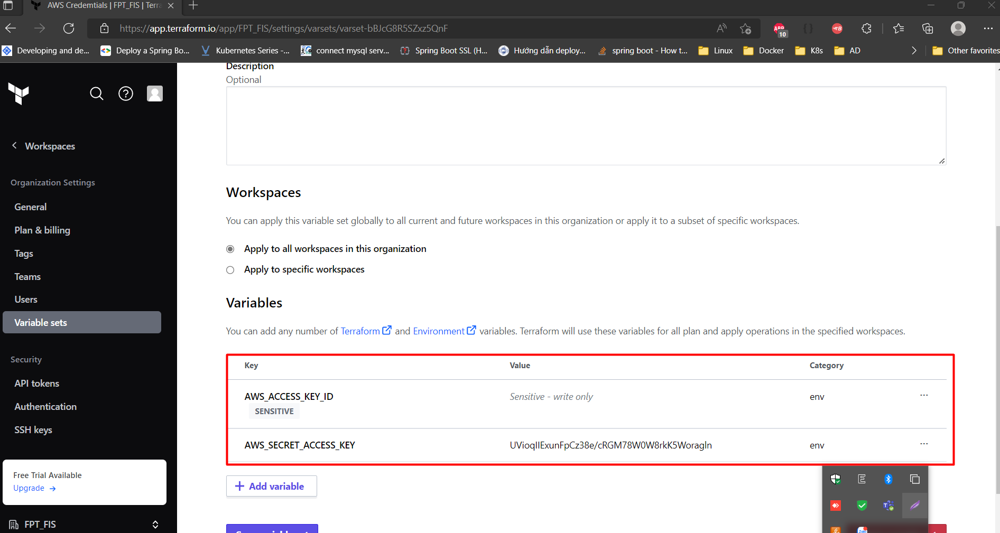 AWS Credemtials | FPT_FIS | Terra
https://app.terraform.io/app/FPT_FIS/settings/varsets/varset-bBJcG8R5SZxz5QnF
10
Developing and de... Deploy a Spring Bo... Kubernetes Series -... connect mysql serv... Spring Boot SSL (H... Hướng dẫn deploy... spring boot - How t... Linux Docker K8s AD Other favorites
Workspaces
Organization Settings
General
Plan & billing
Tags
Teams
Users
Variable sets
Security
API tokens
Authentication
SSH keys
Free Trial Available
Upgrade →
FPT_FIS
Description
Optional
Workspaces
You can apply this variable set globally to all current and future workspaces in this organization or apply it to a subset of specific workspaces.
Apply to all workspaces in this organization
Apply to specific workspaces
Variables
You can add any number of Terraform and Environment variables. Terraform will use these variables for all plan and apply operations in the specified workspaces.
Key Value Category
AWS_ACCESS_KEY_ID Sensitive - write only env ...
SENSITIVE
AWS_SECRET_ACCESS_KEY env ...
+ Add variable